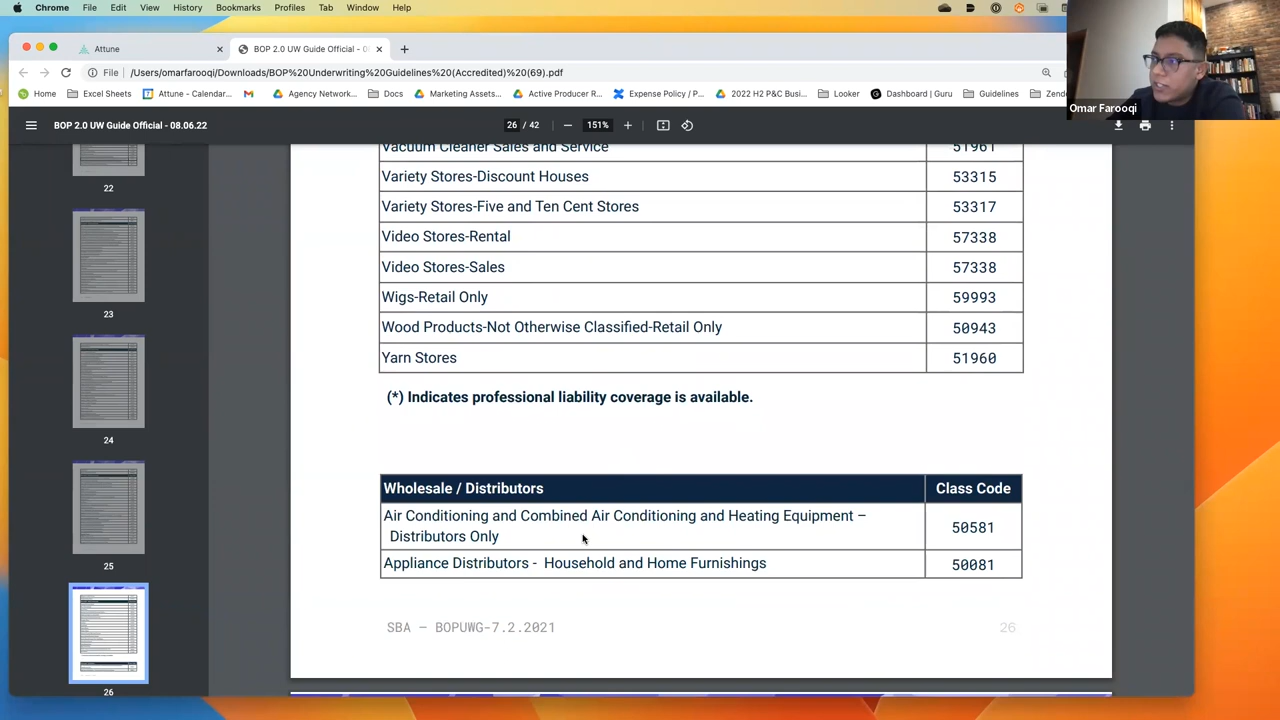 Chrome File Edit View History Bookmarks Profiles Tab Window Help
Attune
BOP 2.0 UW Guide Official - 0
File /Users/omarfarooqi/Downloads/BOP%20Underwriting%20Guidelines%20(Accredited)%20(69).pdf
Home Excel Sheets Attune - Calendar... Agency Network... Docs Marketing Assets... Active Producer R... Expense Policy / P... 2022 H2 P&C Busi... Looker Dashboard | Guru Guidelines Zende
Omar Farooqi
BOP 2.0 UW Guide Official - 08.06.22 26 / 42 151%
22
23
24
25
26
Vacuum Cleaner Sales and Service 51961
Variety Stores-Discount Houses 53315
Variety Stores-Five and Ten Cent Stores 53317
Video Stores-Rental 57338
Video Stores-Sales 57338
Wigs-Retail Only 59993
Wood Products-Not Otherwise Classified-Retail Only 50943
Yarn Stores 51960
(*) Indicates professional liability coverage is available.
Wholesale / Distributors Class Code
Air Conditioning and Combined Air Conditioning and Heating Equipment –
Distributors Only 50581
Appliance Distributors - Household and Home Furnishings 50081
SBA – BOPUWG-7.2.2021 26